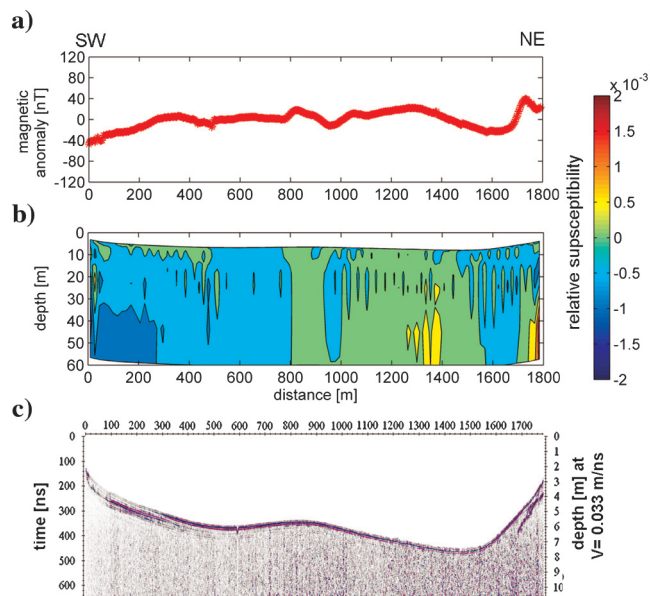 a)
SW NE
120
80
40
0
-40
-80
-120
magnetic
anomaly [nT]
0 200 400 600 800 1000 1200 1400 1600 1800
b)
0
10
20
30
40
50
60
depth [m]
0 200 400 600 800 1000 1200 1400 1600 1800
distance [m]
x 10-3
2
1.5
1
0.5
0
-0.5
-1
-1.5
-2
relative supsceptibility
c)
0 100 200 300 400 500 600 700 800 900 1000 1100 1200 1300 1400 1500 1600 1700
0
100
200
300
400
500
600
time [ns]
0
1
2
3
4
5
6
7
8
9
10
depth [m] at
V= 0.033 m/ns